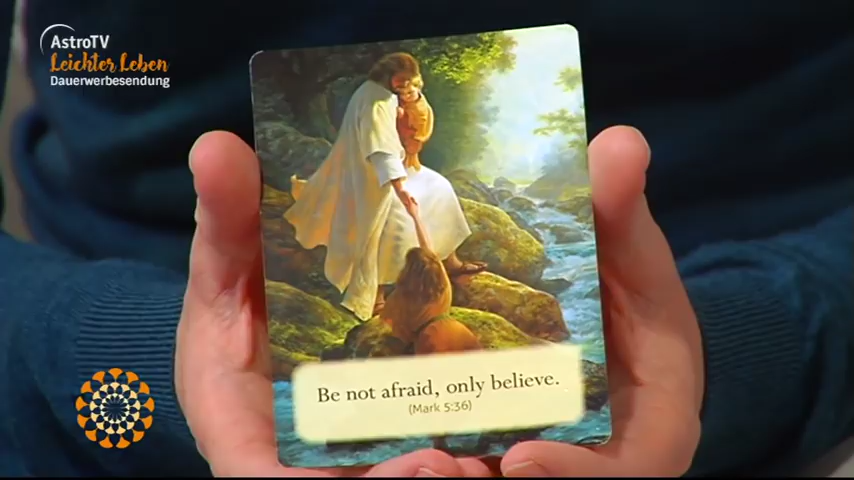 AstroTV
Leichter Leben
Dauerwerbesendung
Be not afraid, only believe.
(Mark 5:36)